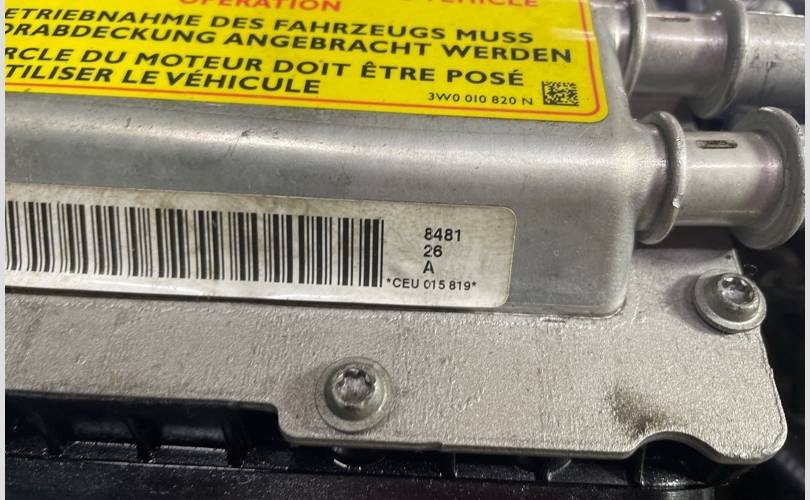 VEHICLE
OPERATION
ETRIEBNAHME DES FAHRZEUGS MUSS
ORABDECKUNG ANGEBRACHT WERDEN
RCLE DU MOTEUR DOIT ÊTRE POSÉ
TILISER LE VÉHICULE
3W0 010 820 N
8481
26
A
*CEU 015 819*